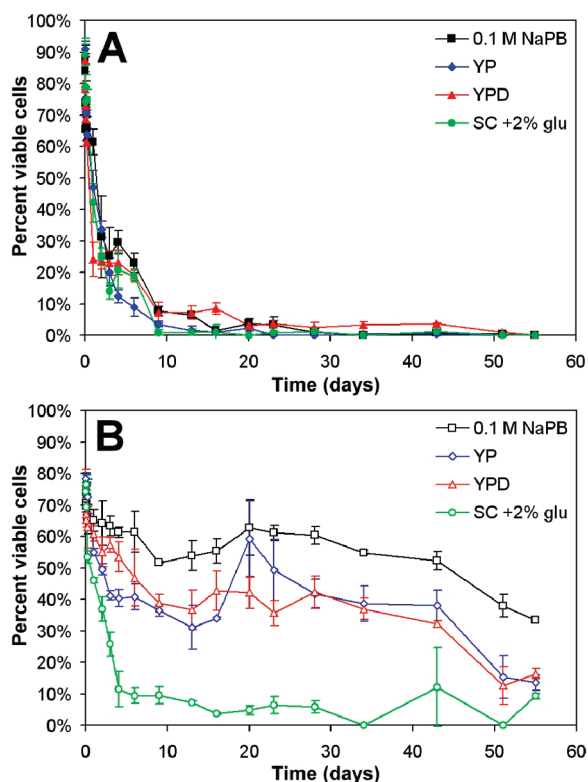 100%
90%
80%
70%
60%
50%
40%
30%
20%
10%
0%
Percent viable cells
A
0.1 M NaPB
YP
YPD
SC +2% glu
0 10 20 30 40 50 60
Time (days)
100%
90%
80%
70%
60%
50%
40%
30%
20%
10%
0%
Percent viable cells
B
0.1 M NaPB
YP
YPD
SC +2% glu
0 10 20 30 40 50 60
Time (days)